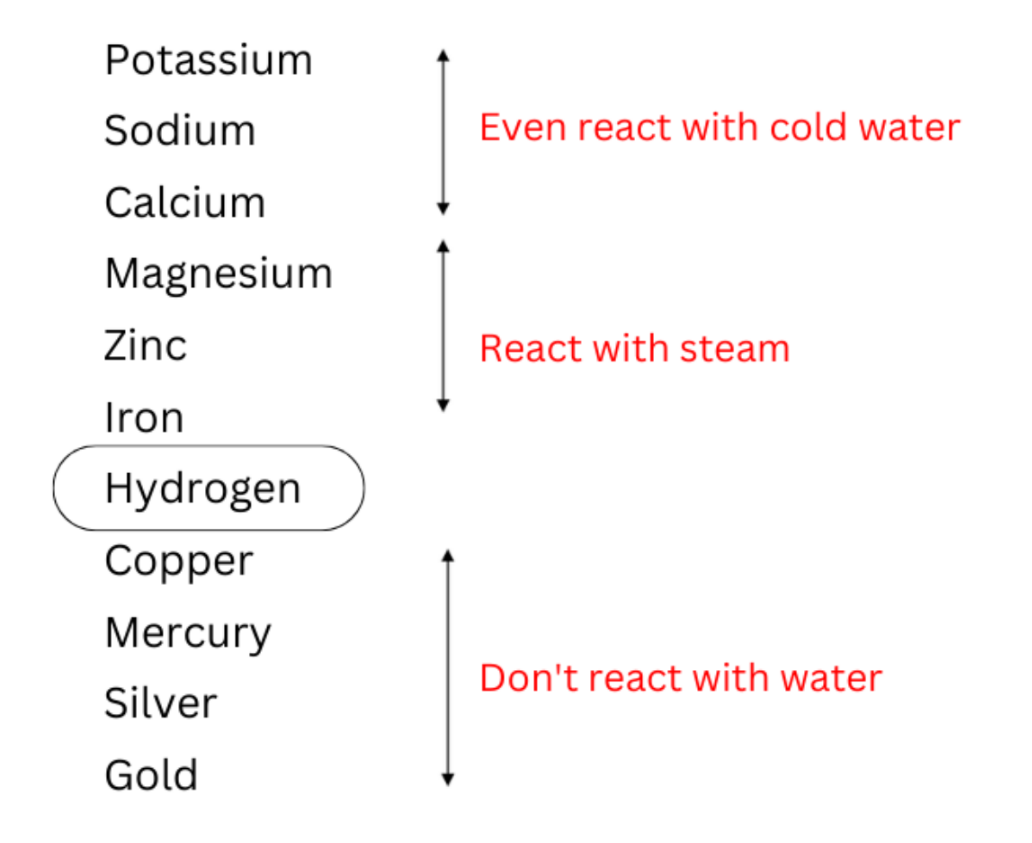 Potassium
Sodium
Even react with cold water
Calcium
Magnesium
Zinc
React with steam
Iron
Hydrogen
Copper
Mercury
Silver
Don't react with water
Gold